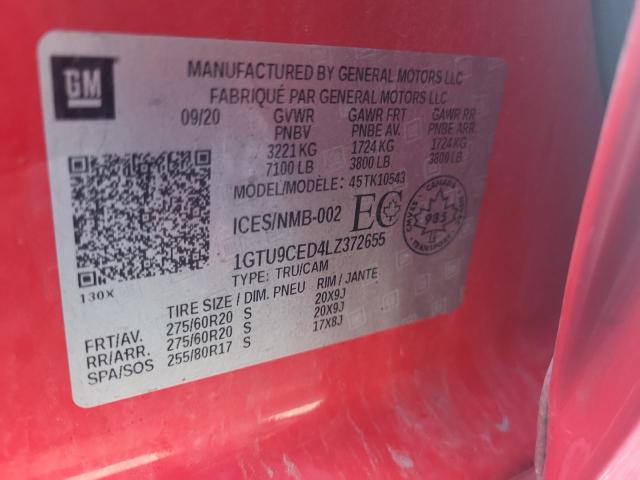 GM
MANUFACTURED BY GENERAL MOTORS LLC
FABRIQUÉ PAR GENERAL MOTORS LLC
09/20 GVWR GAWR FRT GAWR RR
PNBV PNBE AV. PNBE ARR.
3221 KG 1724 KG 1724 KG
7100 LB 3800 LB 3800 LB
MODEL/MODÈLE: 45TK10543
ICES/NMB-002 EC
CANADA
CMVSS 985 NSVAC
TRANSPORT
1GTU9CED4LZ372655
TYPE: TRU/CAM
130X
TIRE SIZE / DIM. PNEU RIM / JANTE
FRT/AV. 275/60R20 S 20X9J
RR/ARR. 275/60R20 S 20X9J
SPA/SOS 255/80R17 S 17X8J